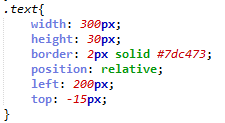 .text{
width: 300px;
height: 30px;
border: 2px solid #7dc473;
position: relative;
left: 200px;
top: -15px;
}